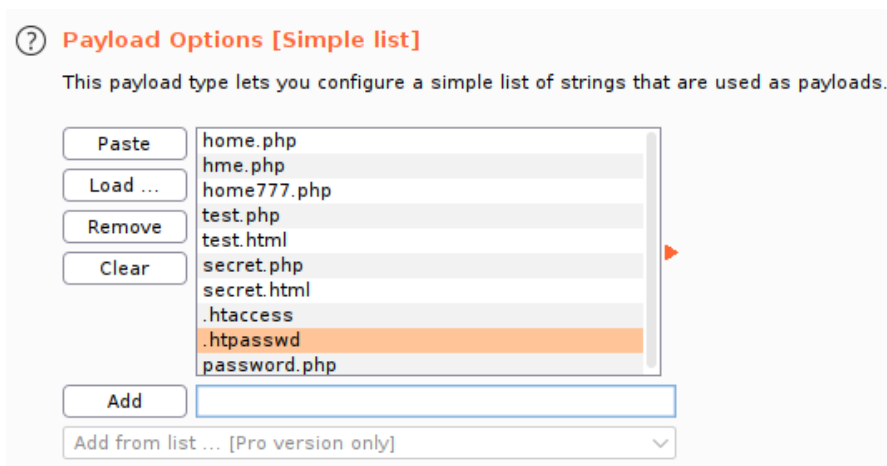 Payload Options [Simple list]
This payload type lets you configure a simple list of strings that are used as payloads.
Paste
Load ...
Remove
Clear
home.php
hme.php
home777.php
test.php
test.html
secret.php
secret.html
.htaccess
.htpasswd
password.php
Add
Add from list ... [Pro version only]